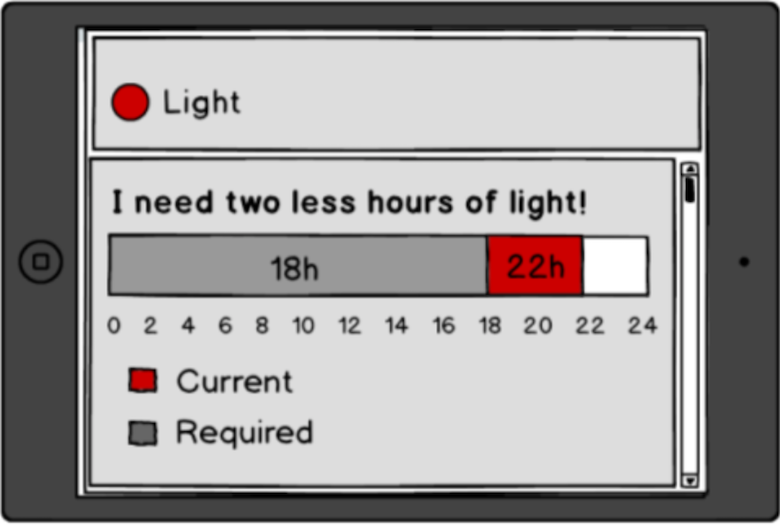 Light
I need two less hours of light!
18h 22h
0 2 4 6 8 10 12 14 16 18 20 22 24
Current
Required